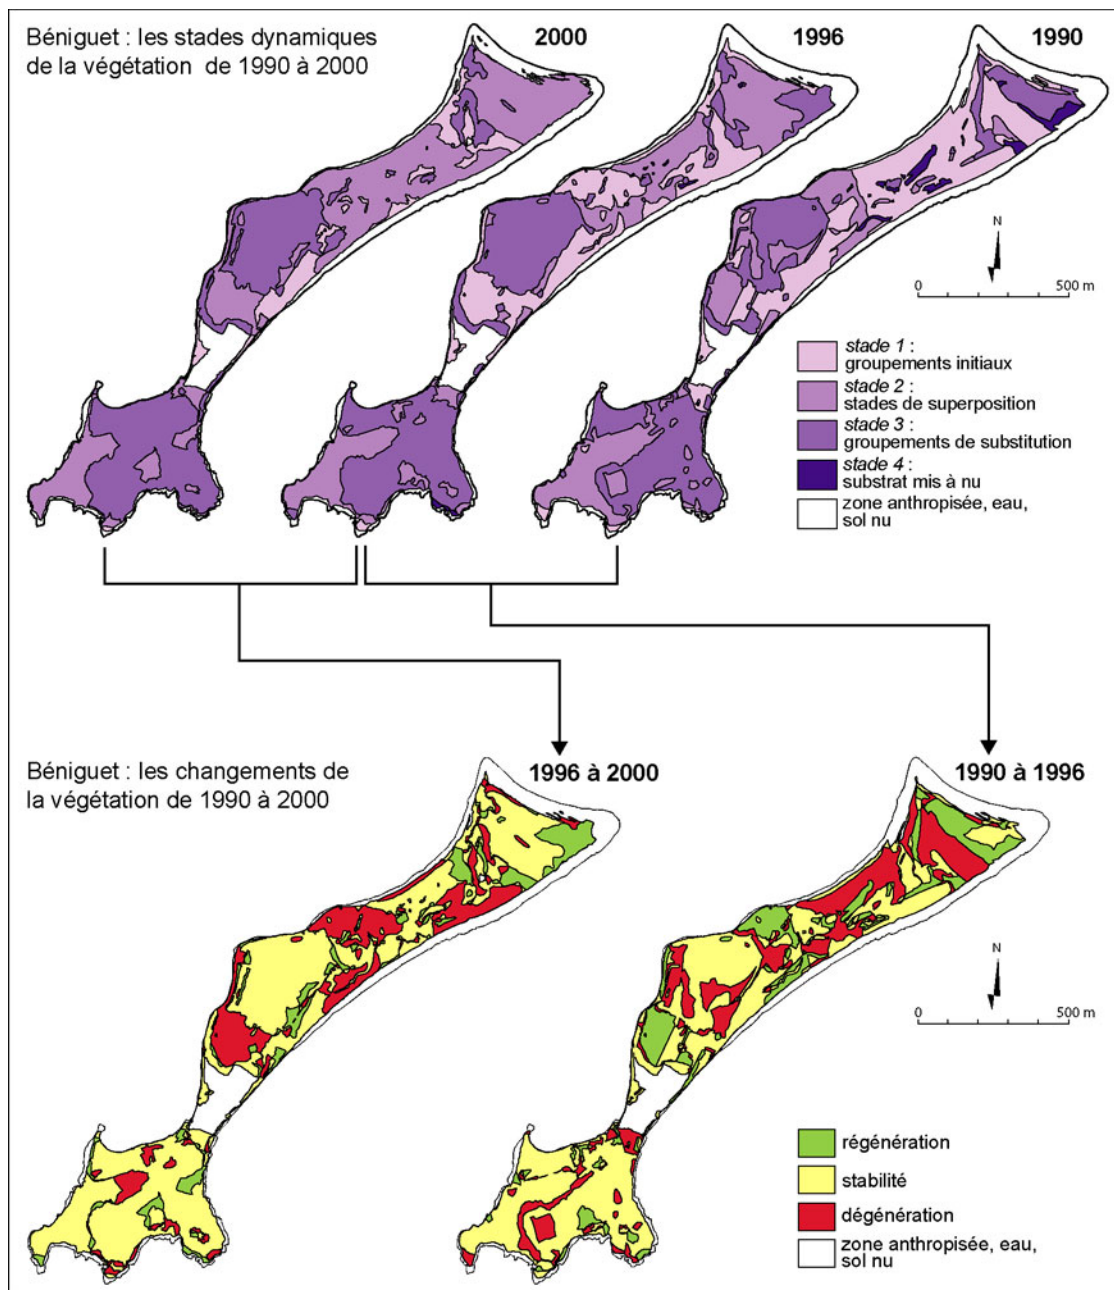 Béniguet : les stades dynamiques
de la végétation de 1990 à 2000
2000
1996
1990
N
0 500 m
stade 1 :
groupements initiaux
stade 2 :
stades de superposition
stade 3 :
groupements de substitution
stade 4 :
substrat mis à nu
zone anthropisée, eau,
sol nu
Béniguet : les changements de
la végétation de 1990 à 2000
1996 à 2000
1990 à 1996
N
0 500 m
régénération
stabilité
dégénération
zone anthropisée, eau,
sol nu